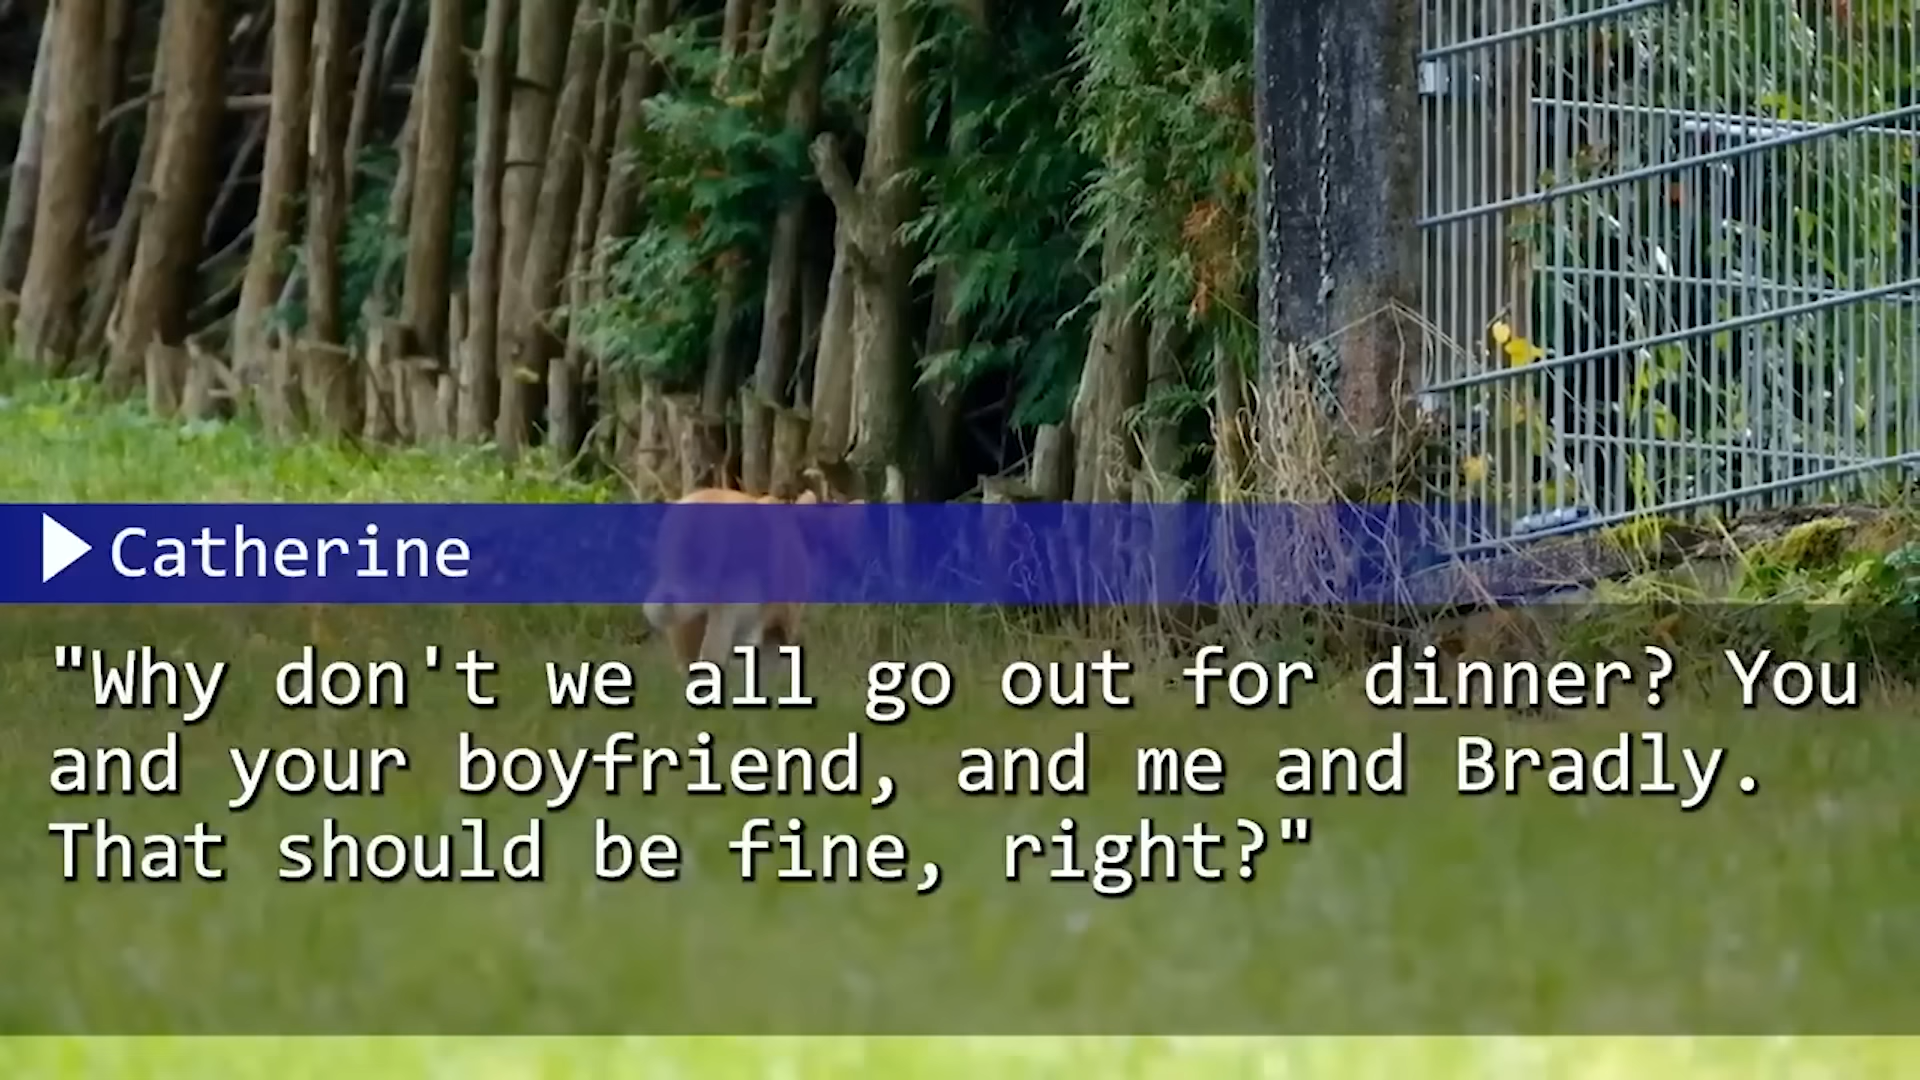 Catherine
"Why don't we all go out for dinner? You
and your boyfriend, and me and Bradly.
That should be fine, right?"